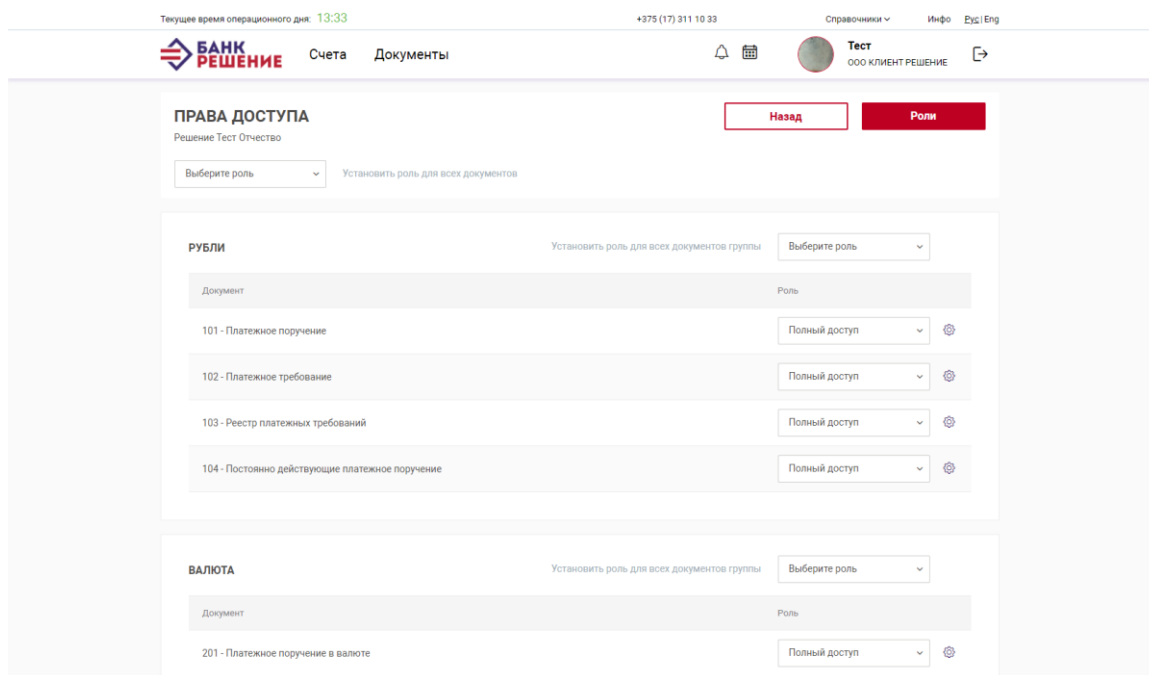 Текущее время операционного дня: 13:33
+375 (17) 311 10 33
Справочники
Инфо
Рус | Eng
БАНК
РЕШЕНИЕ
Счета
Документы
Тест
ООО КЛИЕНТ РЕШЕНИЕ
ПРАВА ДОСТУПА
Решение Тест Отчество
Назад
Роли
Выберите роль
Установить роль для всех документов
РУБЛИ
Установить роль для всех документов группы
Выберите роль
Документ
Роль
101 - Платежное поручение
Полный доступ
102 - Платежное требование
Полный доступ
103 - Реестр платежных требований
Полный доступ
104 - Постоянно действующие платежное поручение
Полный доступ
ВАЛЮТА
Установить роль для всех документов группы
Выберите роль
Документ
Роль
201 - Платежное поручение в валюте
Полный доступ